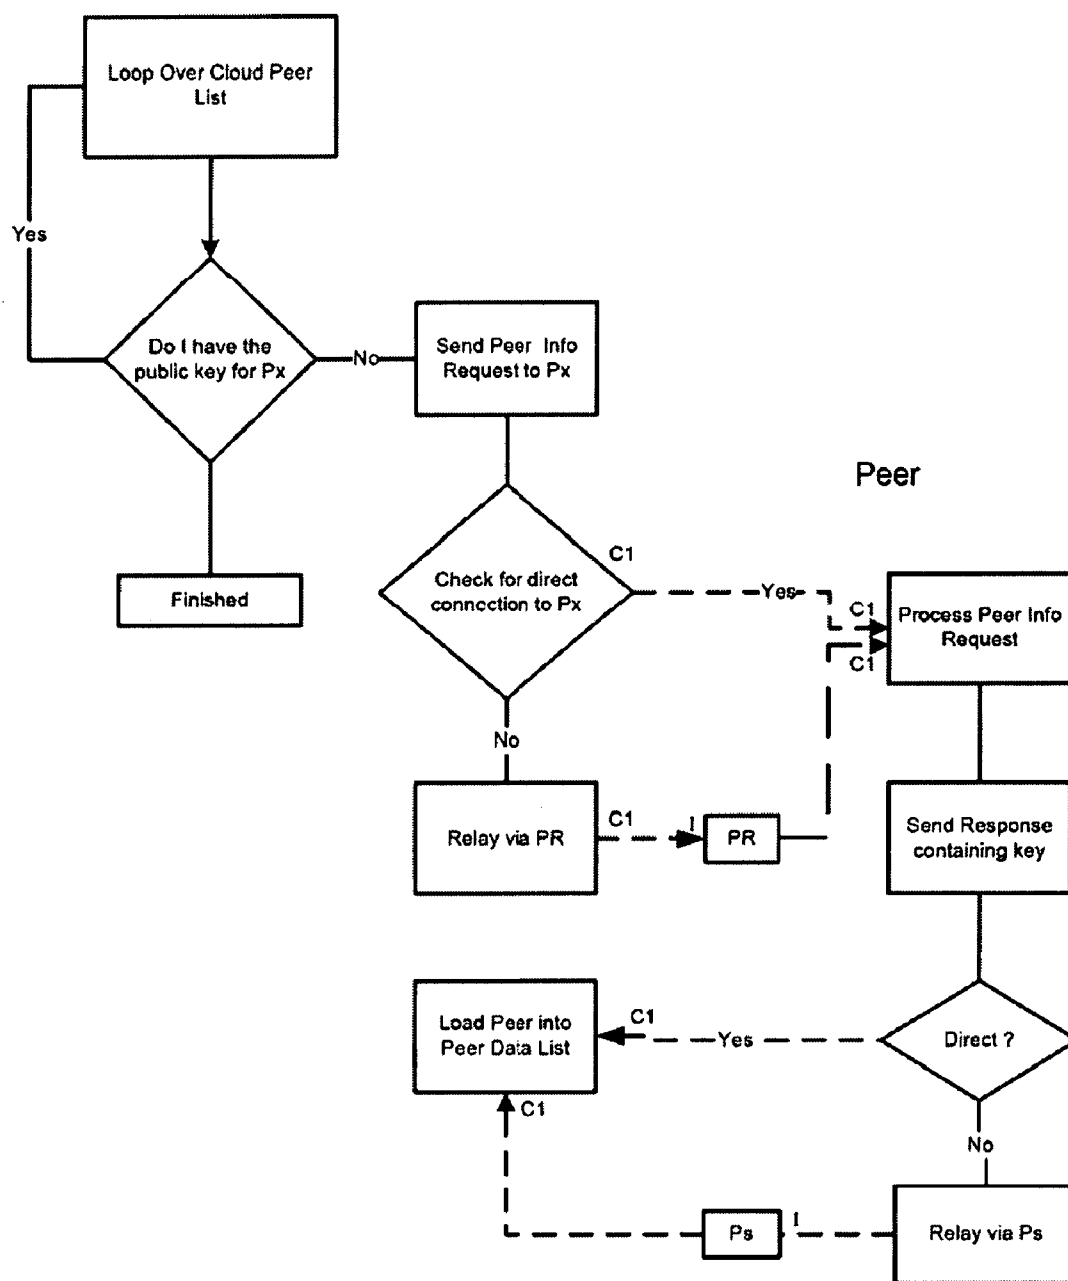 Loop Over Cloud Peer
List
Yes
Do I have the
public key for Px
No
Send Peer Info
Request to Px
Finished
Peer
C1
Check for direct
connection to Px
Yes
C1
C1
Process Peer Info
Request
No
Relay via PR
C1
I
PR
Send Response
containing key
Load Peer into
Peer Data List
C1
Yes
Direct ?
C1
No
Ps
I
Relay via Ps